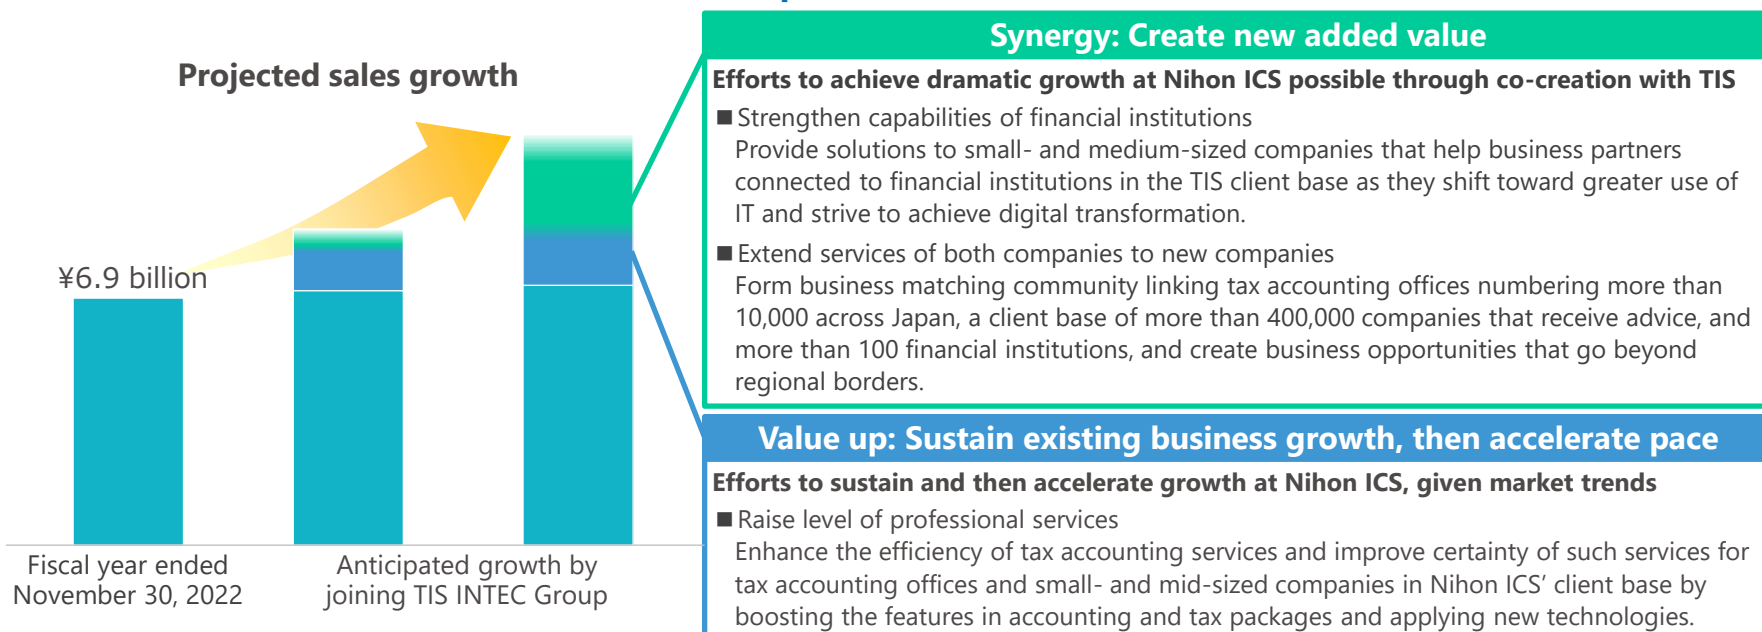 Projected sales growth
¥6.9 billion
Fiscal year ended
November 30, 2022
Anticipated growth by
joining TIS INTEC Group
Synergy: Create new added value
Efforts to achieve dramatic growth at Nihon ICS possible through co-creation with TIS
■ Strengthen capabilities of financial institutions
Provide solutions to small- and medium-sized companies that help business partners
connected to financial institutions in the TIS client base as they shift toward greater use of
IT and strive to achieve digital transformation.
■ Extend services of both companies to new companies
Form business matching community linking tax accounting offices numbering more than
10,000 across Japan, a client base of more than 400,000 companies that receive advice, and
more than 100 financial institutions, and create business opportunities that go beyond
regional borders.
Value up: Sustain existing business growth, then accelerate pace
Efforts to sustain and then accelerate growth at Nihon ICS, given market trends
■ Raise level of professional services
Enhance the efficiency of tax accounting services and improve certainty of such services for
tax accounting offices and small- and mid-sized companies in Nihon ICS’ client base by
boosting the features in accounting and tax packages and applying new technologies.